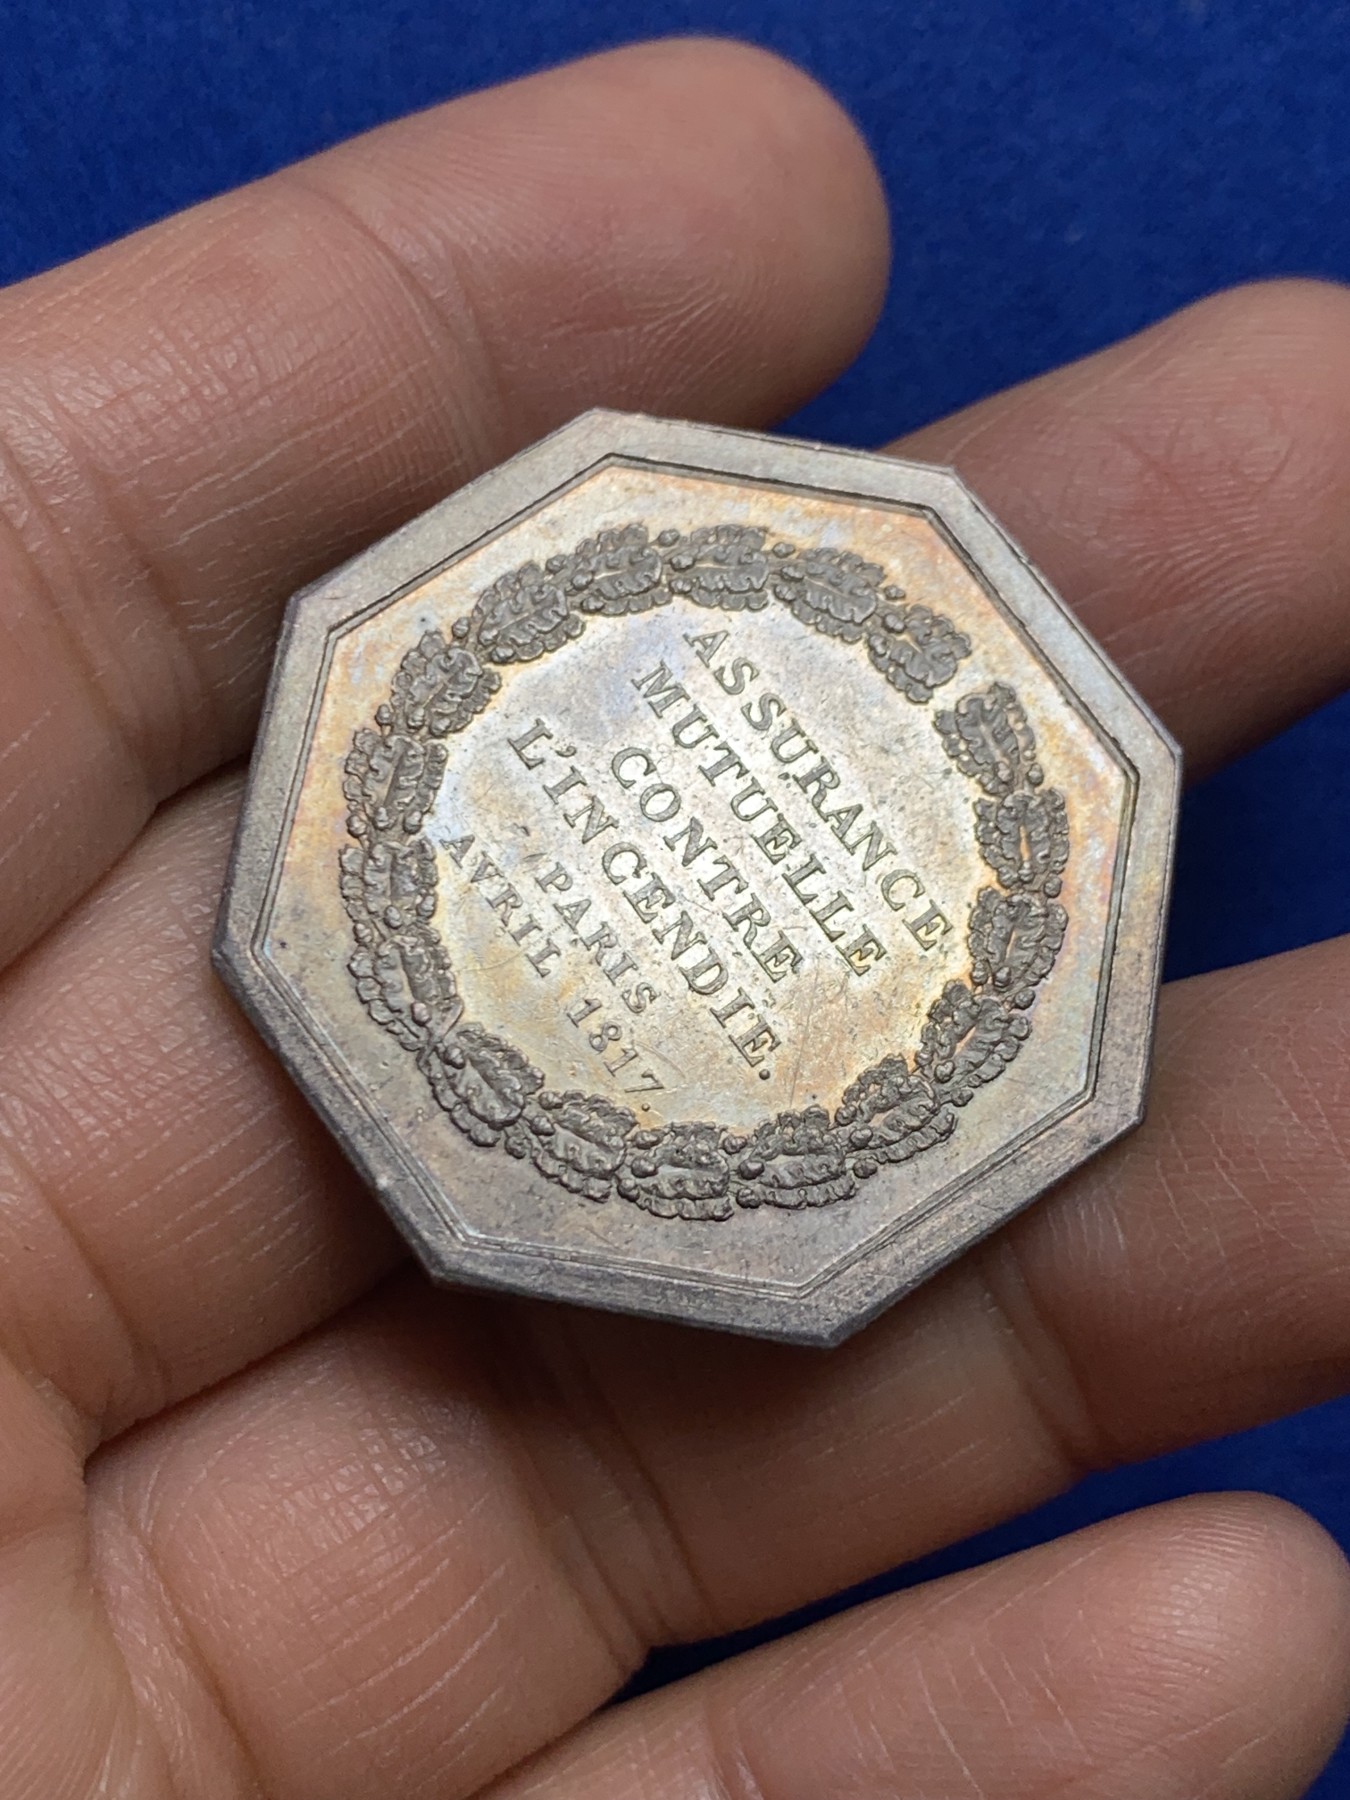 ASSURANCE
MUTUELLE
CONTRE
L'INCENDIE.
PARIS
AVRIL 1817.